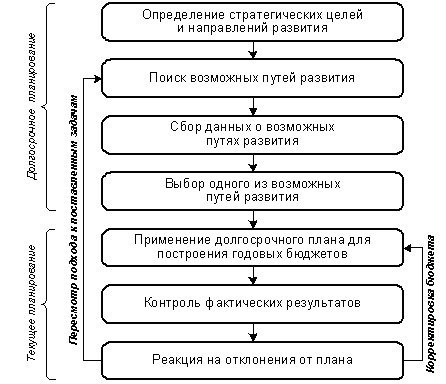 Определение стратегических целей
и направлений развития
Поиск возможных путей развития
Сбор данных о возможных
путях развития
Выбор одного из возможных
путей развития
Применение долгосрочного плана для
построения годовых бюджетов
Контроль фактических результатов
Реакция на отклонения от плана
Долгосрочное планирование
Текущее планирование
Пересмотр подхода к поставленным задачам
Корректировка бюджета